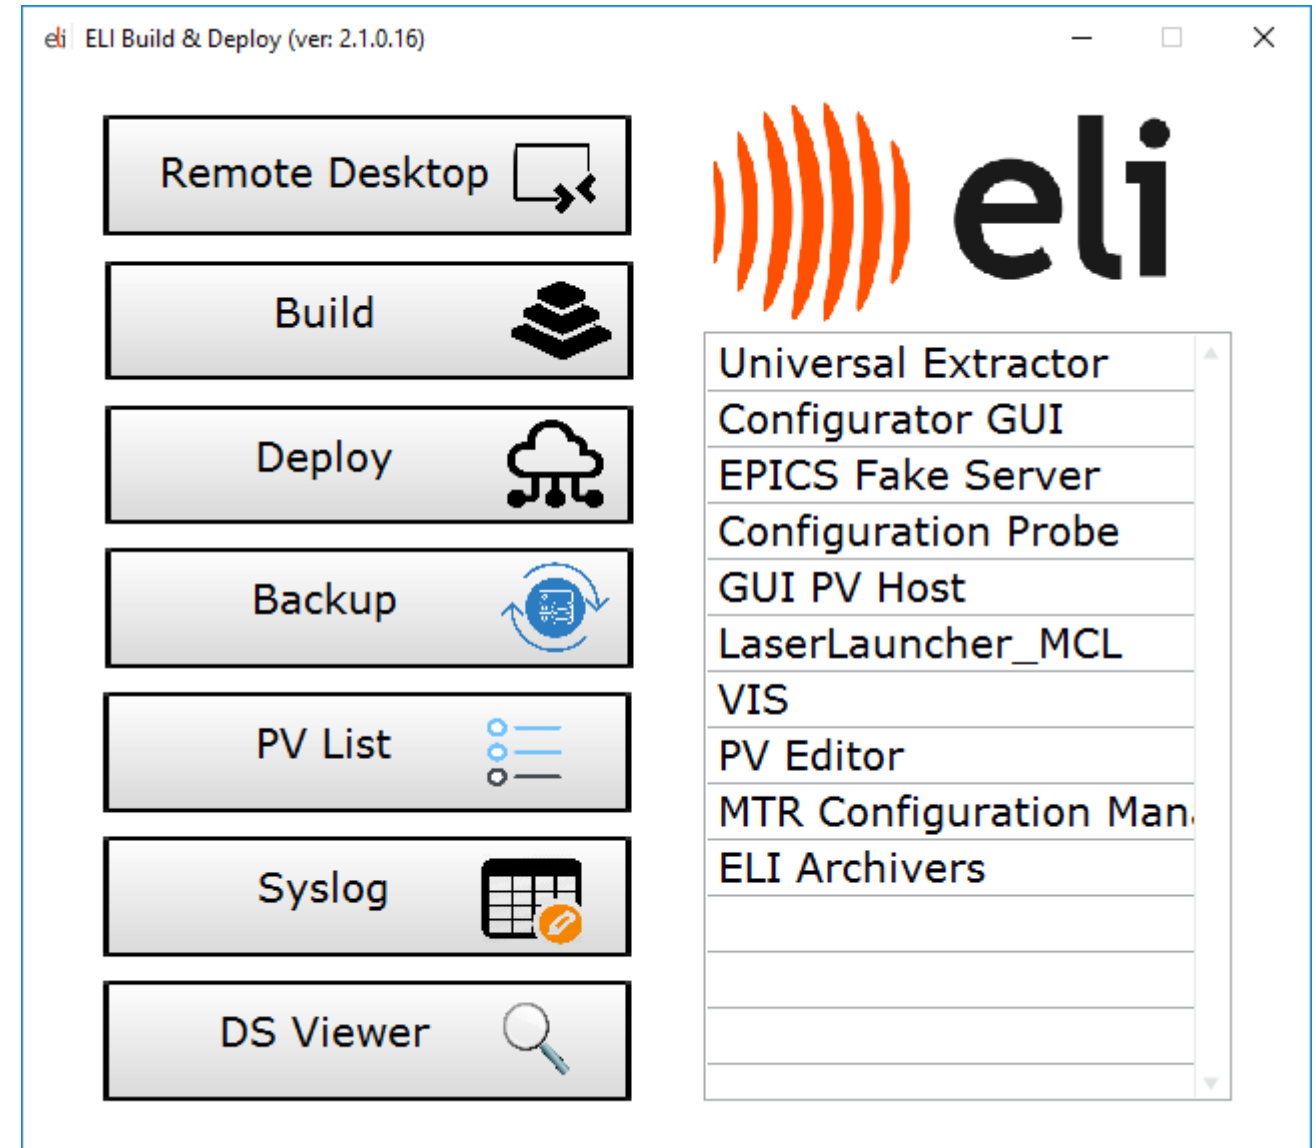 eli ELI Build & Deploy (ver: 2.1.0.16)
Remote Desktop
Build
Deploy
Backup
PV List
Syslog
DS Viewer
eli
Universal Extractor
Configurator GUI
EPICS Fake Server
Configuration Probe
GUI PV Host
LaserLauncher_MCL
VIS
PV Editor
MTR Configuration Man
ELI Archivers